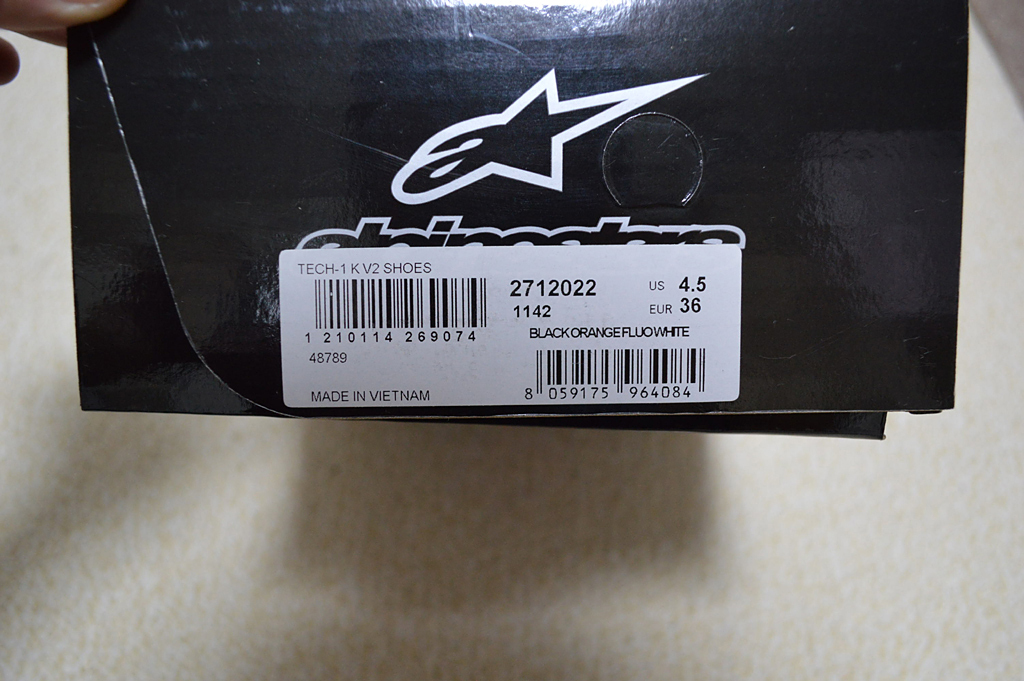 alpinestars
TECH-1 K V2 SHOES
1 210114 269074
48789
MADE IN VIETNAM
2712022
1142
US 4.5
EUR 36
BLACK ORANGE FLUO WHITE
8 059175 964084